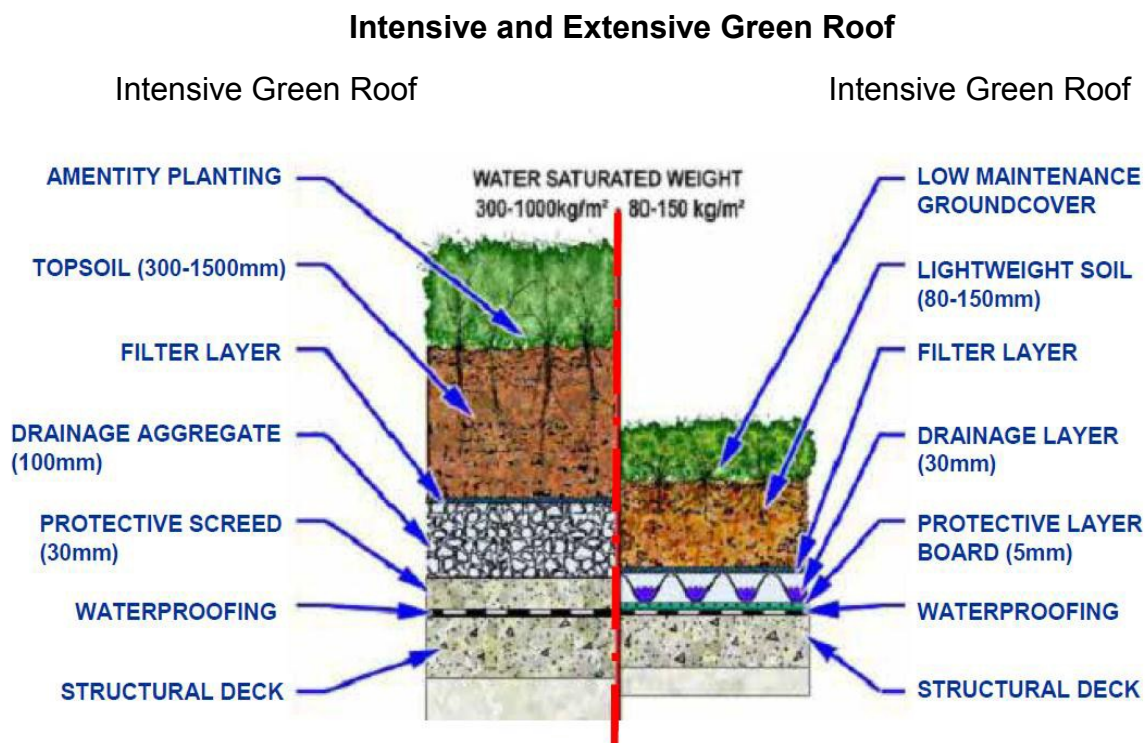 Intensive and Extensive Green Roof
Intensive Green Roof
Intensive Green Roof
WATER SATURATED WEIGHT
300-1000kg/m² 80-150 kg/m²
AMENTITY PLANTING
TOPSOIL (300-1500mm)
FILTER LAYER
DRAINAGE AGGREGATE
(100mm)
PROTECTIVE SCREED
(30mm)
WATERPROOFING
STRUCTURAL DECK
LOW MAINTENANCE
GROUNDCOVER
LIGHTWEIGHT SOIL
(80-150mm)
FILTER LAYER
DRAINAGE LAYER
(30mm)
PROTECTIVE LAYER
BOARD (5mm)
WATERPROOFING
STRUCTURAL DECK